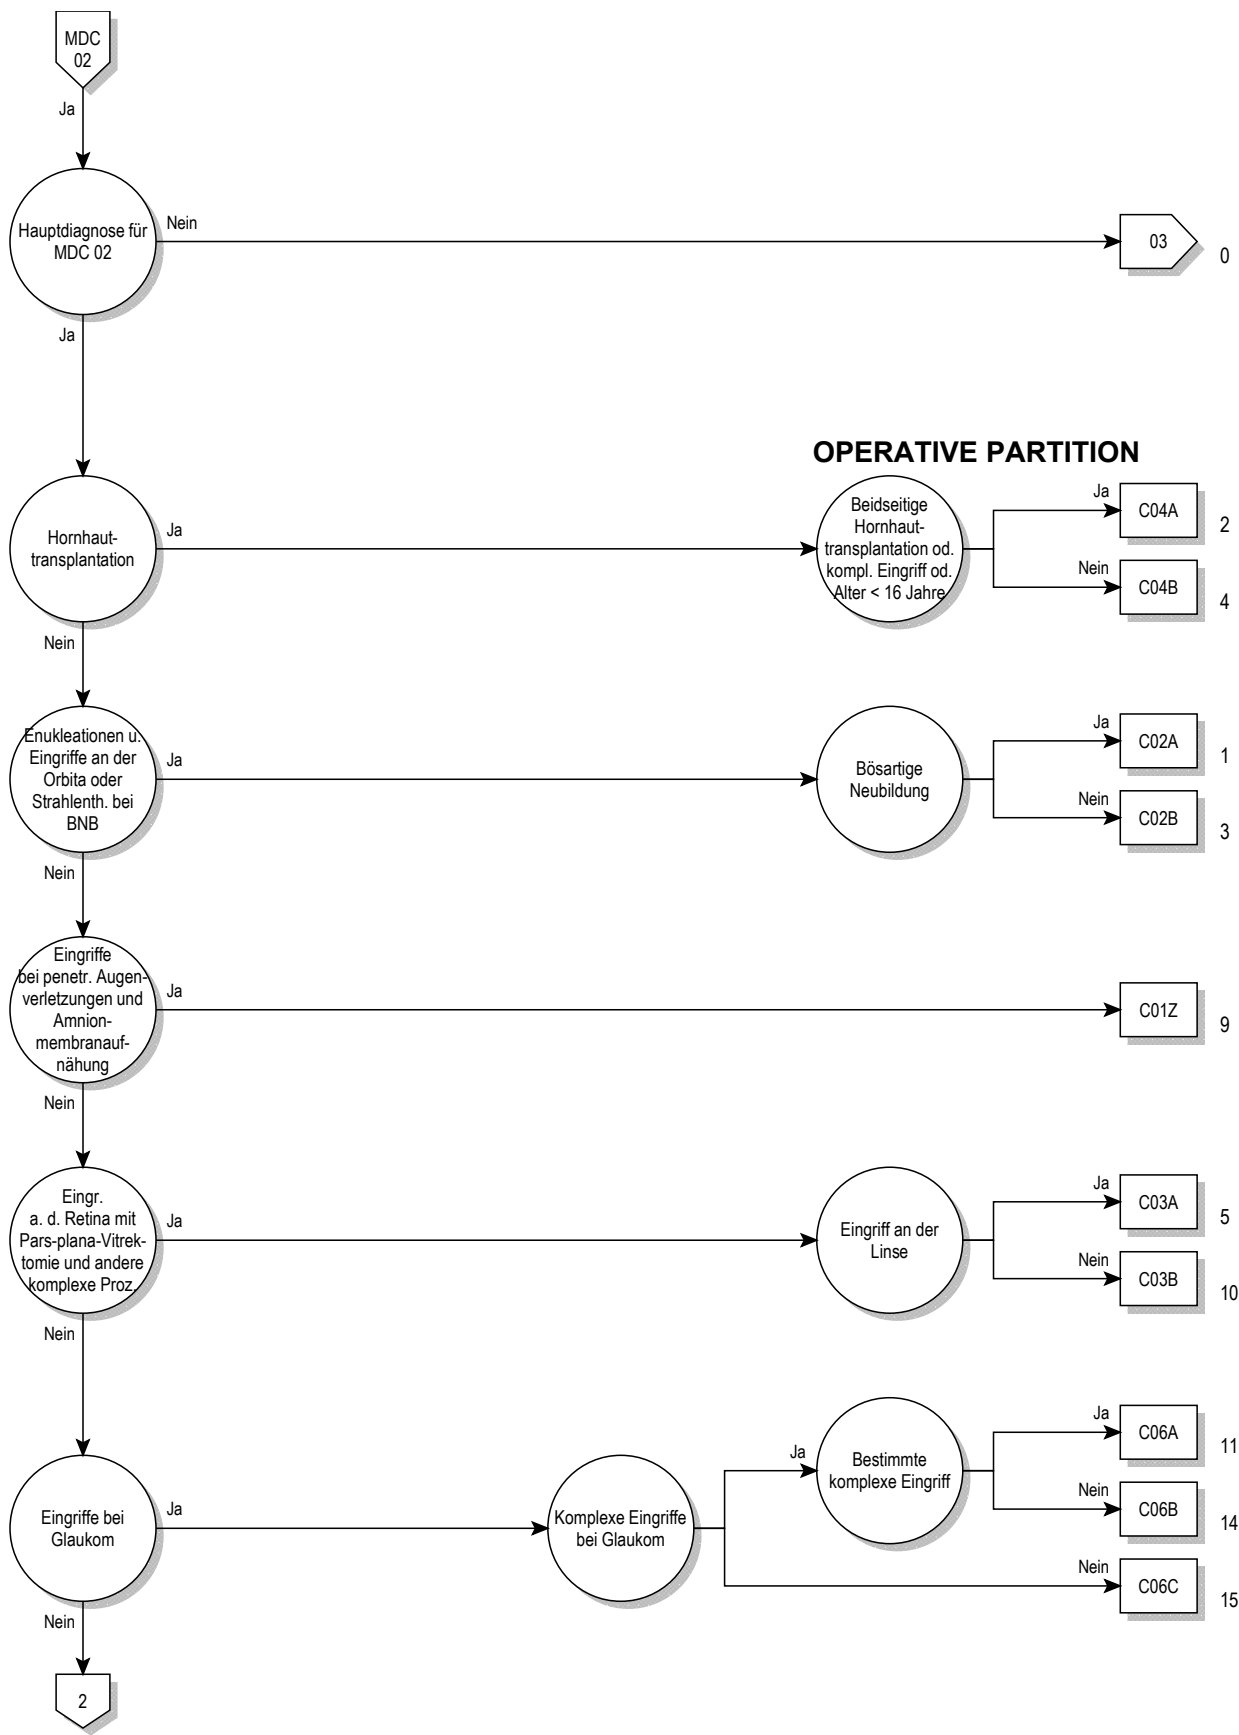 MDC
02
Ja
Hauptdiagnose für
MDC 02
Nein
03
0
Ja
OPERATIVE PARTITION
Hornhaut-
transplantation
Ja
Beidseitige
Hornhaut-
transplantation od.
kompl. Eingriff od.
Alter < 16 Jahre
Ja
C04A
2
Nein
C04B
4
Nein
Enukleationen u.
Eingriffe an der
Orbita oder
Strahlenth. bei
BNB
Ja
Bösartige
Neubildung
Ja
C02A
1
Nein
C02B
3
Nein
Eingriffe
bei penetr. Augen-
verletzungen und
Amnion-
membranauf-
nähung
Ja
C01Z
9
Nein
Eingr.
a. d. Retina mit
Pars-plana-Vitrek-
tomie und andere
komplexe Proz.
Ja
Eingriff an der
Linse
Ja
C03A
5
Nein
C03B
10
Nein
Eingriffe bei
Glaukom
Ja
Komplexe Eingriffe
bei Glaukom
Ja
Bestimmte
komplexe Eingriff
Ja
C06A
11
Nein
C06B
14
Nein
C06C
15
Nein
2